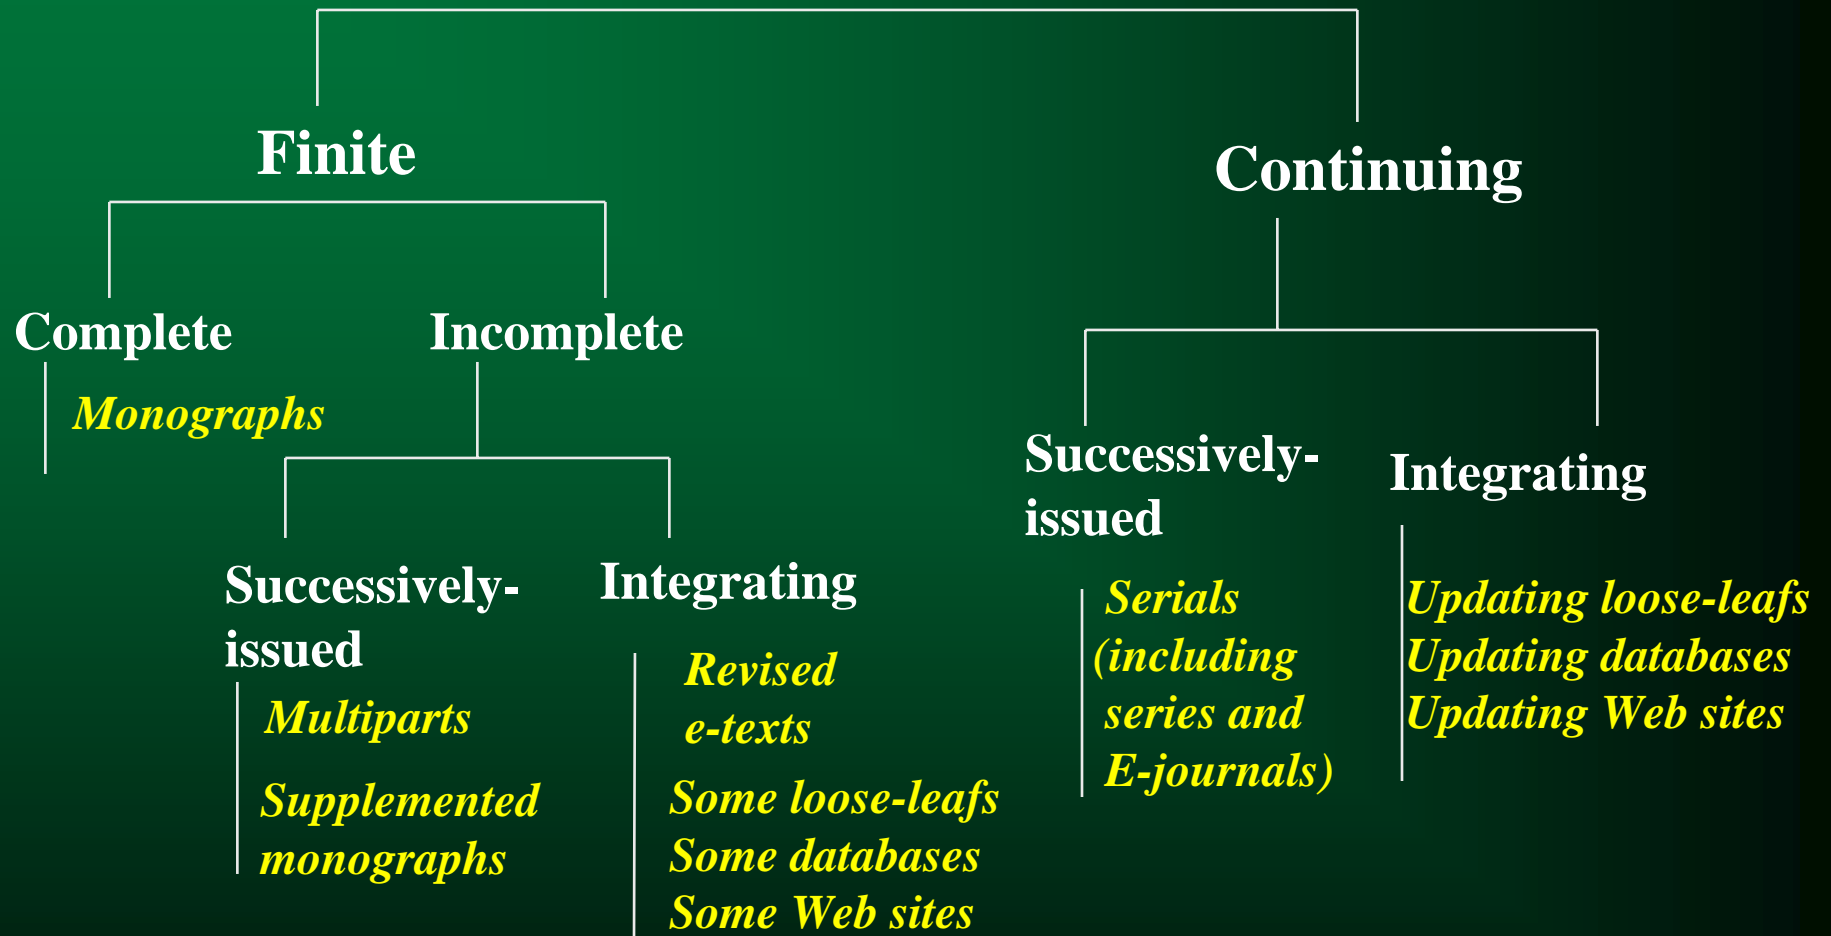 Finite
Continuing
Complete
Incomplete
Monographs
Successively-
issued
Integrating
Successively-
issued
Integrating
Multiparts
Supplemented
monographs
Revised
e-texts
Some loose-leafs
Some databases
Some Web sites
Serials
(including
series and
E-journals)
Updating loose-leafs
Updating databases
Updating Web sites